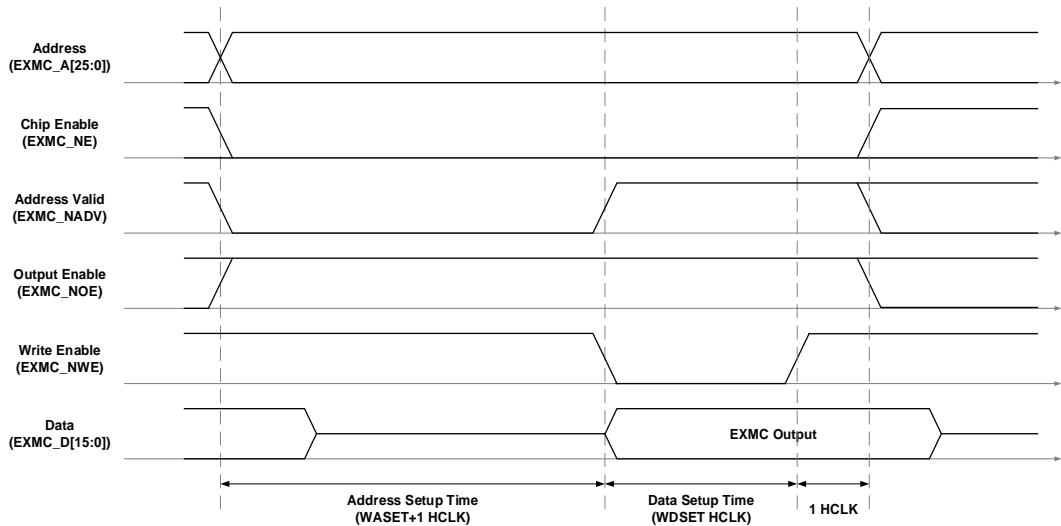 Address
(EXMC_A[25:0])
Chip Enable
(EXMC_NE)
Address Valid
(EXMC_NADV)
Output Enable
(EXMC_NOE)
Write Enable
(EXMC_NWE)
Data
(EXMC_D[15:0])
EXMC Output
Address Setup Time
(WASET+1 HCLK)
Data Setup Time
(WDSET HCLK)
1 HCLK